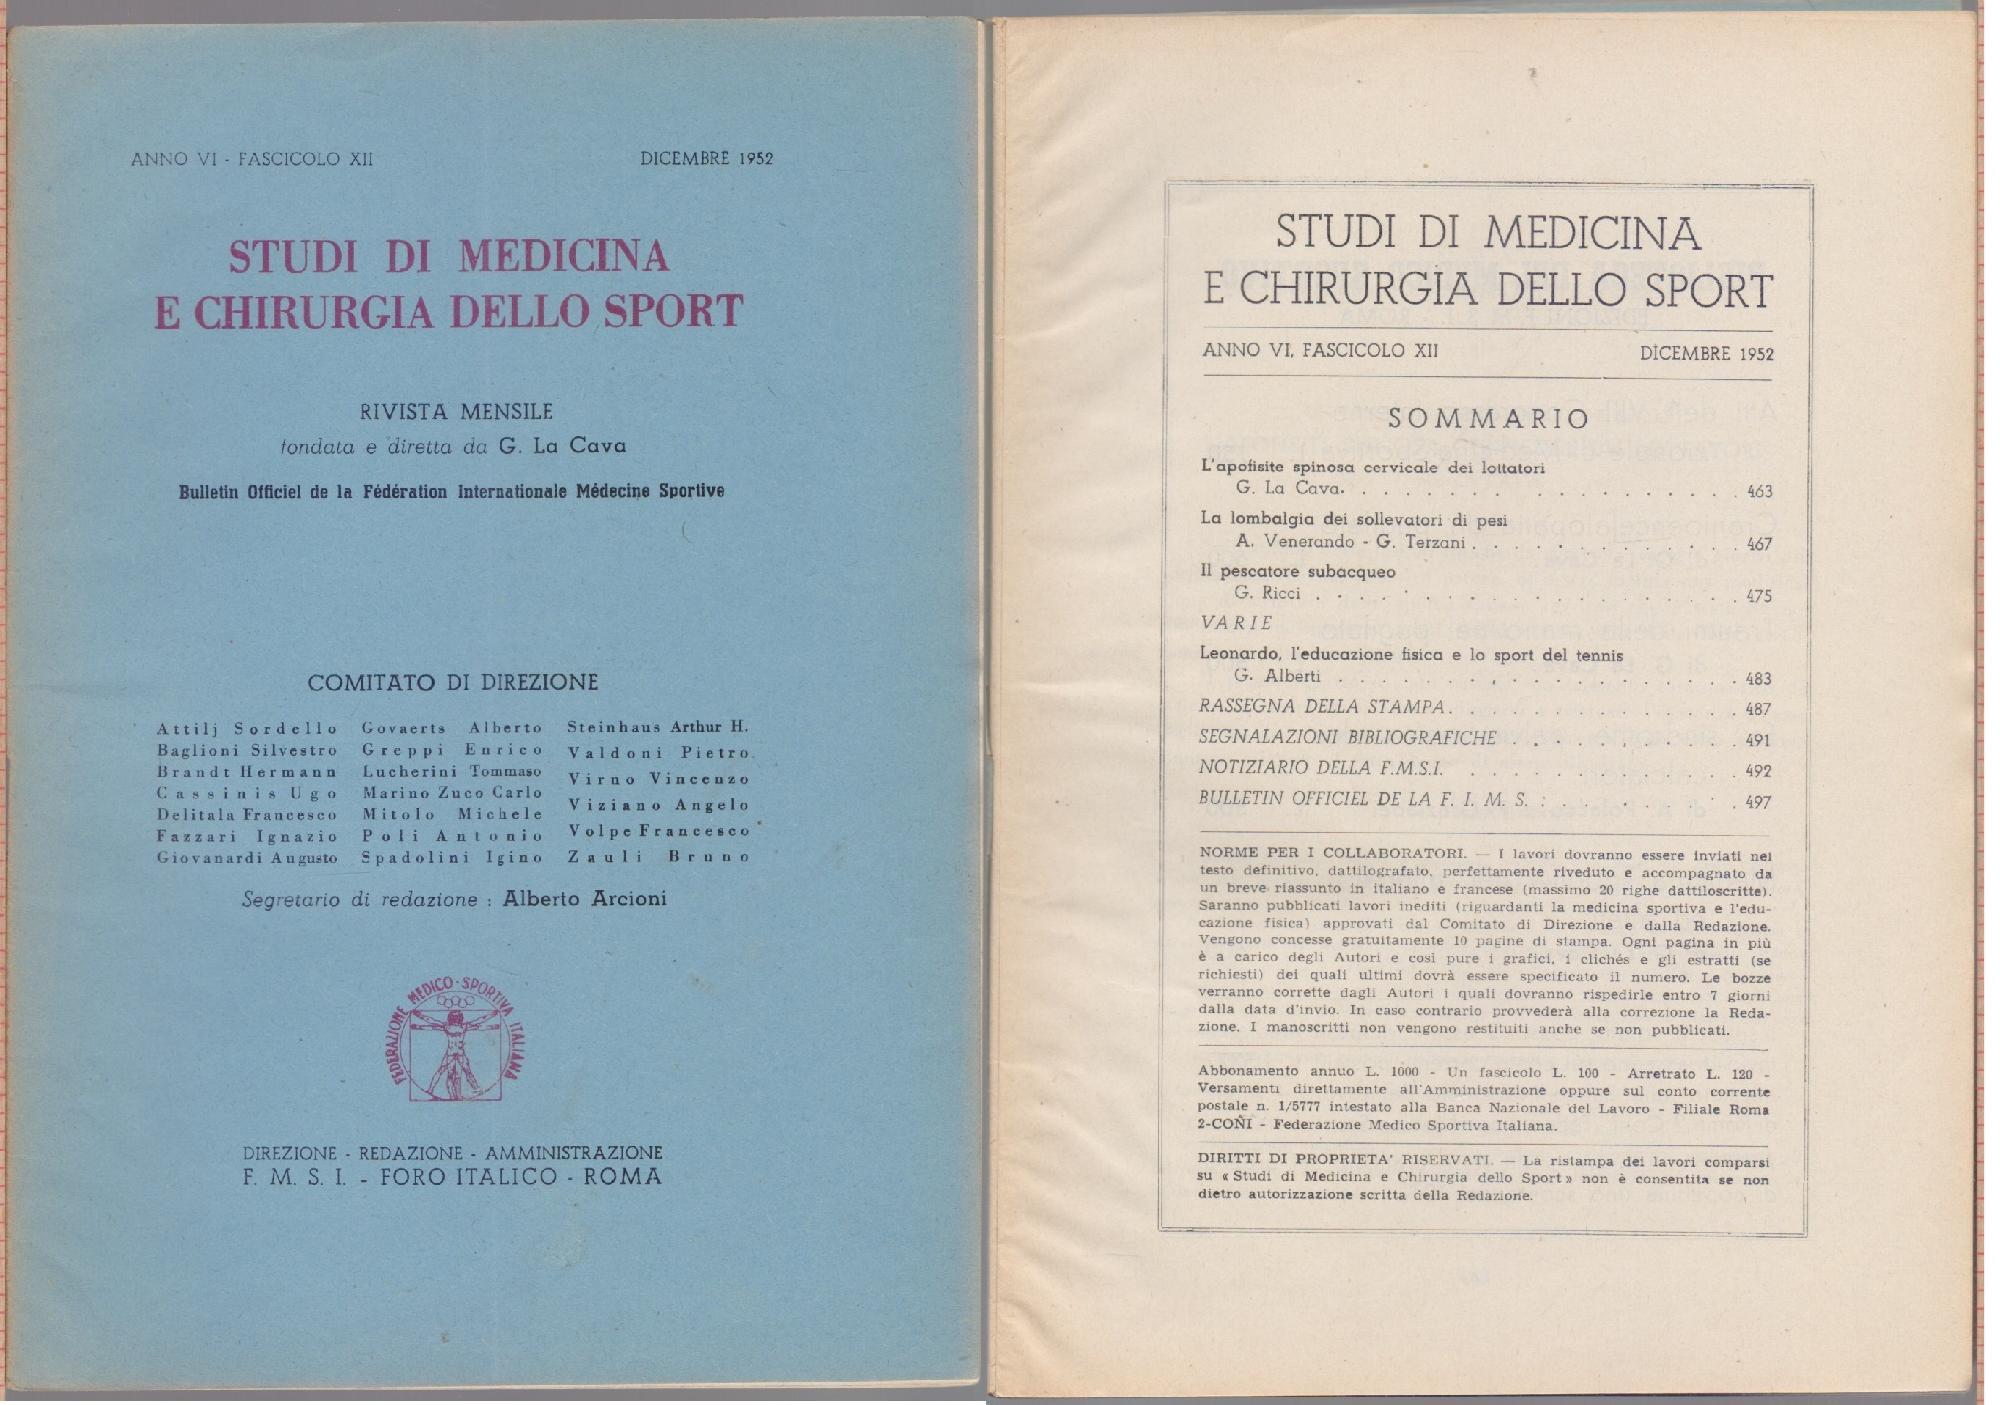 ANNO VI - FASCICOLO XII DICEMBRE 1952
STUDI DI MEDICINA
E CHIRURGIA DELLO SPORT
RIVISTA MENSILE
fondata e diretta da G. La Cava
Bulletin Officiel de la Fédération Internationale Médecine Sportive
COMITATO DI DIREZIONE
Attilj Sordello Govaerts Alberto Steinhaus Arthur H.
Baglioni Silvestro Greppi Enrico Valdoni Pietro
Brandt Hermann Lucherini Tommaso Virno Vincenzo
Cassinis Ugo Marino Zuco Carlo Viziano Angelo
Delitala Francesco Mitolo Michele Volpe Francesco
Fazzari Ignazio Poli Antonio Zauli Bruno
Giovanardi Augusto Spadolini Igino
Segretario di redazione : Alberto Arcioni
FEDERAZIONE MEDICO-SPORTIVA ITALIANA
DIREZIONE - REDAZIONE - AMMINISTRAZIONE
F. M. S. I. - FORO ITALICO - ROMA
STUDI DI MEDICINA
E CHIRURGIA DELLO SPORT
ANNO VI, FASCICOLO XII DICEMBRE 1952
SOMMARIO
L'apofisite spinosa cervicale dei lottatori
G. La Cava. . . . . . . . . . . . . . . . . . . 463
La lombalgia dei sollevatori di pesi
A. Venerando - G. Terzani . . . . . . . . . . . . . 467
Il pescatore subacqueo
G. Ricci . . . . . . . . . . . . . . . . . . . . 475
VARIE
Leonardo, l'educazione fisica e lo sport del tennis
G. Alberti . . . . . . . . . . . . . . . . . . . 483
RASSEGNA DELLA STAMPA . . . . . . . . . . . . . . 487
SEGNALAZIONI BIBLIOGRAFICHE . . . . . . . . . . . 491
NOTIZIARIO DELLA F.M.S.I. . . . . . . . . . . . . . 492
BULLETIN OFFICIEL DE LA F. I. M. S. : . . . . . . . . . 497
NORME PER I COLLABORATORI. — I lavori dovranno essere inviati nel
testo definitivo, dattilografato, perfettamente riveduto e accompagnato da
un breve riassunto in italiano e francese (massimo 20 righe dattiloscritte).
Saranno pubblicati lavori inediti (riguardanti la medicina sportiva e l'edu-
cazione fisica) approvati dal Comitato di Direzione e dalla Redazione.
Vengono concesse gratuitamente 10 pagine di stampa. Ogni pagina in più
è a carico degli Autori e così pure i grafici, i clichés e gli estratti (se
richiesti) dei quali ultimi dovrà essere specificato il numero. Le bozze
verranno corrette dagli Autori i quali dovranno rispedirle entro 7 giorni
dalla data d'invio. In caso contrario provvederà alla correzione la Reda-
zione. I manoscritti non vengono restituiti anche se non pubblicati.
Abbonamento annuo L. 1000 - Un fascicolo L. 100 - Arretrato L. 120 -
Versamenti direttamente all'Amministrazione oppure sul conto corrente
postale n. 1/5777 intestato alla Banca Nazionale del Lavoro - Filiale Roma
2-CONI - Federazione Medico Sportiva Italiana.
DIRITTI DI PROPRIETA' RISERVATI. — La ristampa dei lavori comparsi
su « Studi di Medicina e Chirurgia dello Sport » non è consentita se non
dietro autorizzazione scritta della Redazione.